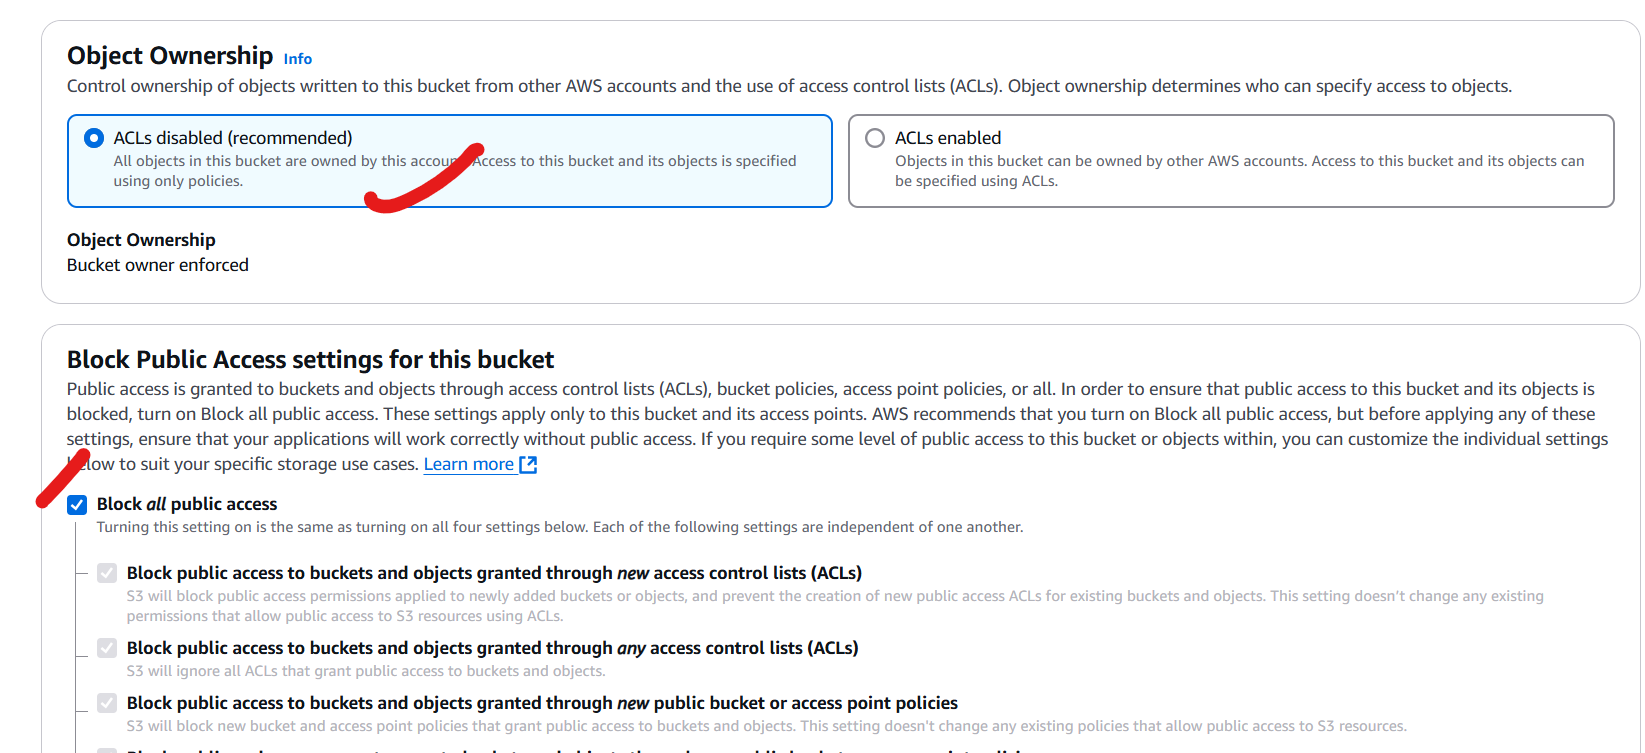 Object Ownership Info
Control ownership of objects written to this bucket from other AWS accounts and the use of access control lists (ACLs). Object ownership determines who can specify access to objects.
ACLs disabled (recommended)
All objects in this bucket are owned by this account. Access to this bucket and its objects is specified
using only policies.
ACLs enabled
Objects in this bucket can be owned by other AWS accounts. Access to this bucket and its objects can
be specified using ACLs.
Object Ownership
Bucket owner enforced
Block Public Access settings for this bucket
Public access is granted to buckets and objects through access control lists (ACLs), bucket policies, access point policies, or all. In order to ensure that public access to this bucket and its objects is
blocked, turn on Block all public access. These settings apply only to this bucket and its access points. AWS recommends that you turn on Block all public access, but before applying any of these
settings, ensure that your applications will work correctly without public access. If you require some level of public access to this bucket or objects within, you can customize the individual settings
below to suit your specific storage use cases. Learn more
Block all public access
Turning this setting on is the same as turning on all four settings below. Each of the following settings are independent of one another.
Block public access to buckets and objects granted through new access control lists (ACLs)
S3 will block public access permissions applied to newly added buckets or objects, and prevent the creation of new public access ACLs for existing buckets and objects. This setting doesn't change any existing
permissions that allow public access to S3 resources using ACLs.
Block public access to buckets and objects granted through any access control lists (ACLs)
S3 will ignore all ACLs that grant public access to buckets and objects.
Block public access to buckets and objects granted through new public bucket or access point policies
S3 will block new bucket and access point policies that grant public access to buckets and objects. This setting doesn't change any existing policies that allow public access to S3 resources.